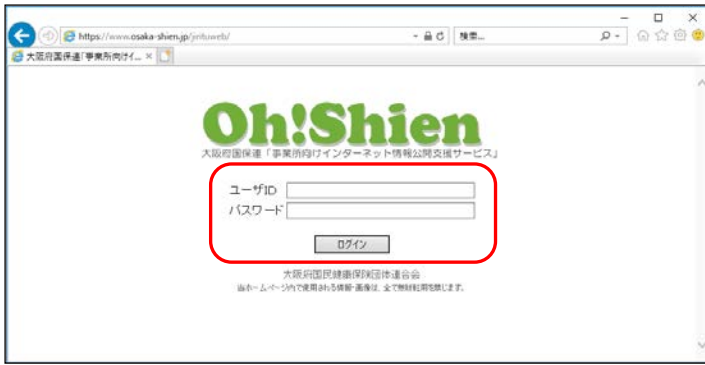 https://www.osaka-shien.jp/jirituweb/
検索...
大阪府国保連「事業所向けイ...
Oh!Shien
大阪府国保連「事業所向けインターネット情報公開支援サービス」
ユーザID
パスワード
ログイン
大阪府国民健康保険団体連合会
当ホームページ内で使用される情報・画像は、全て無断転用を禁じます。